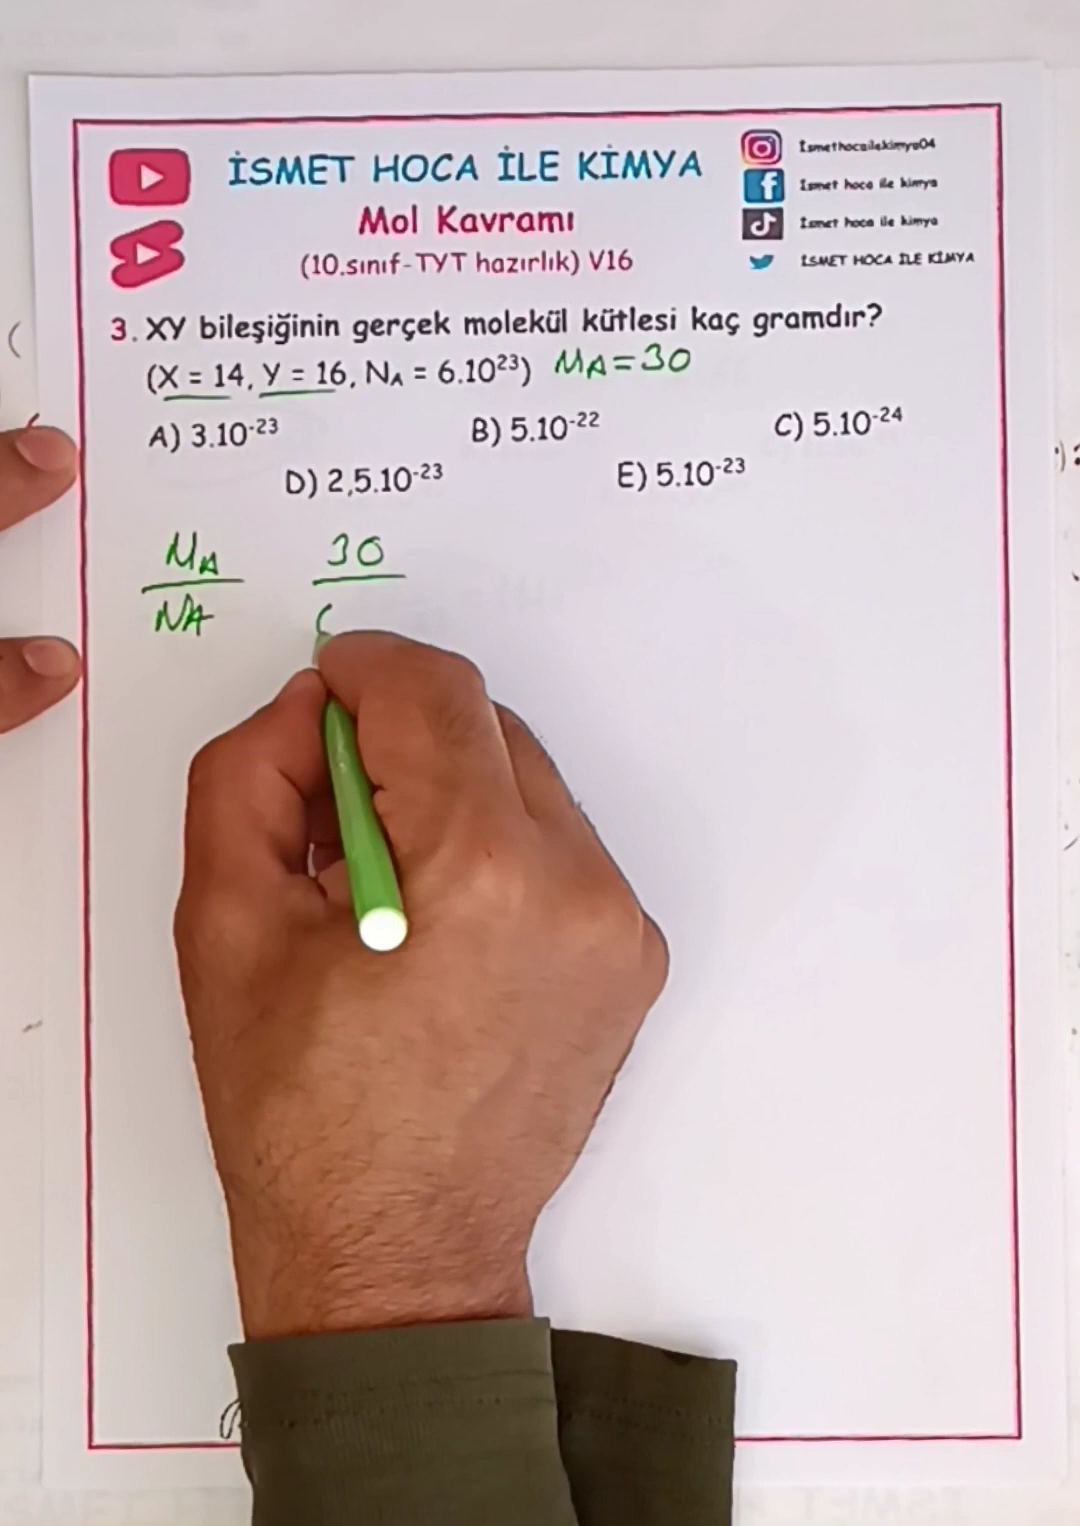 İSMET HOCA İLE KİMYA
Mol Kavramı
(10.sınıf-TYT hazırlık) V16
İsmethocailekimya04
İsmet hoca ile kimya
İsmet hoca ile kimya
İSMET HOCA İLE KİMYA
3. XY bileşiğinin gerçek molekül kütlesi kaç gramdır?
(X = 14, Y = 16, NA = 6.10²³) MA=30
A) 3.10⁻²³ B) 5.10⁻²² C) 5.10⁻²⁴
D) 2,5.10⁻²³ E) 5.10⁻²³
MA 30
NA